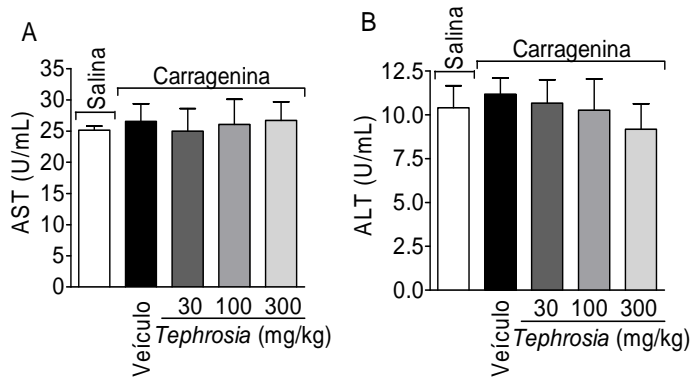 A
Salina
Carragenina
35
30
25
20
15
10
5
0
AST (U/mL)
Veículo
30 100 300
Tephrosia (mg/kg)
B
Salina
Carragenina
12.5
10.0
7.5
5.0
2.5
0.0
ALT (U/mL)
Veículo
30 100 300
Tephrosia (mg/kg)